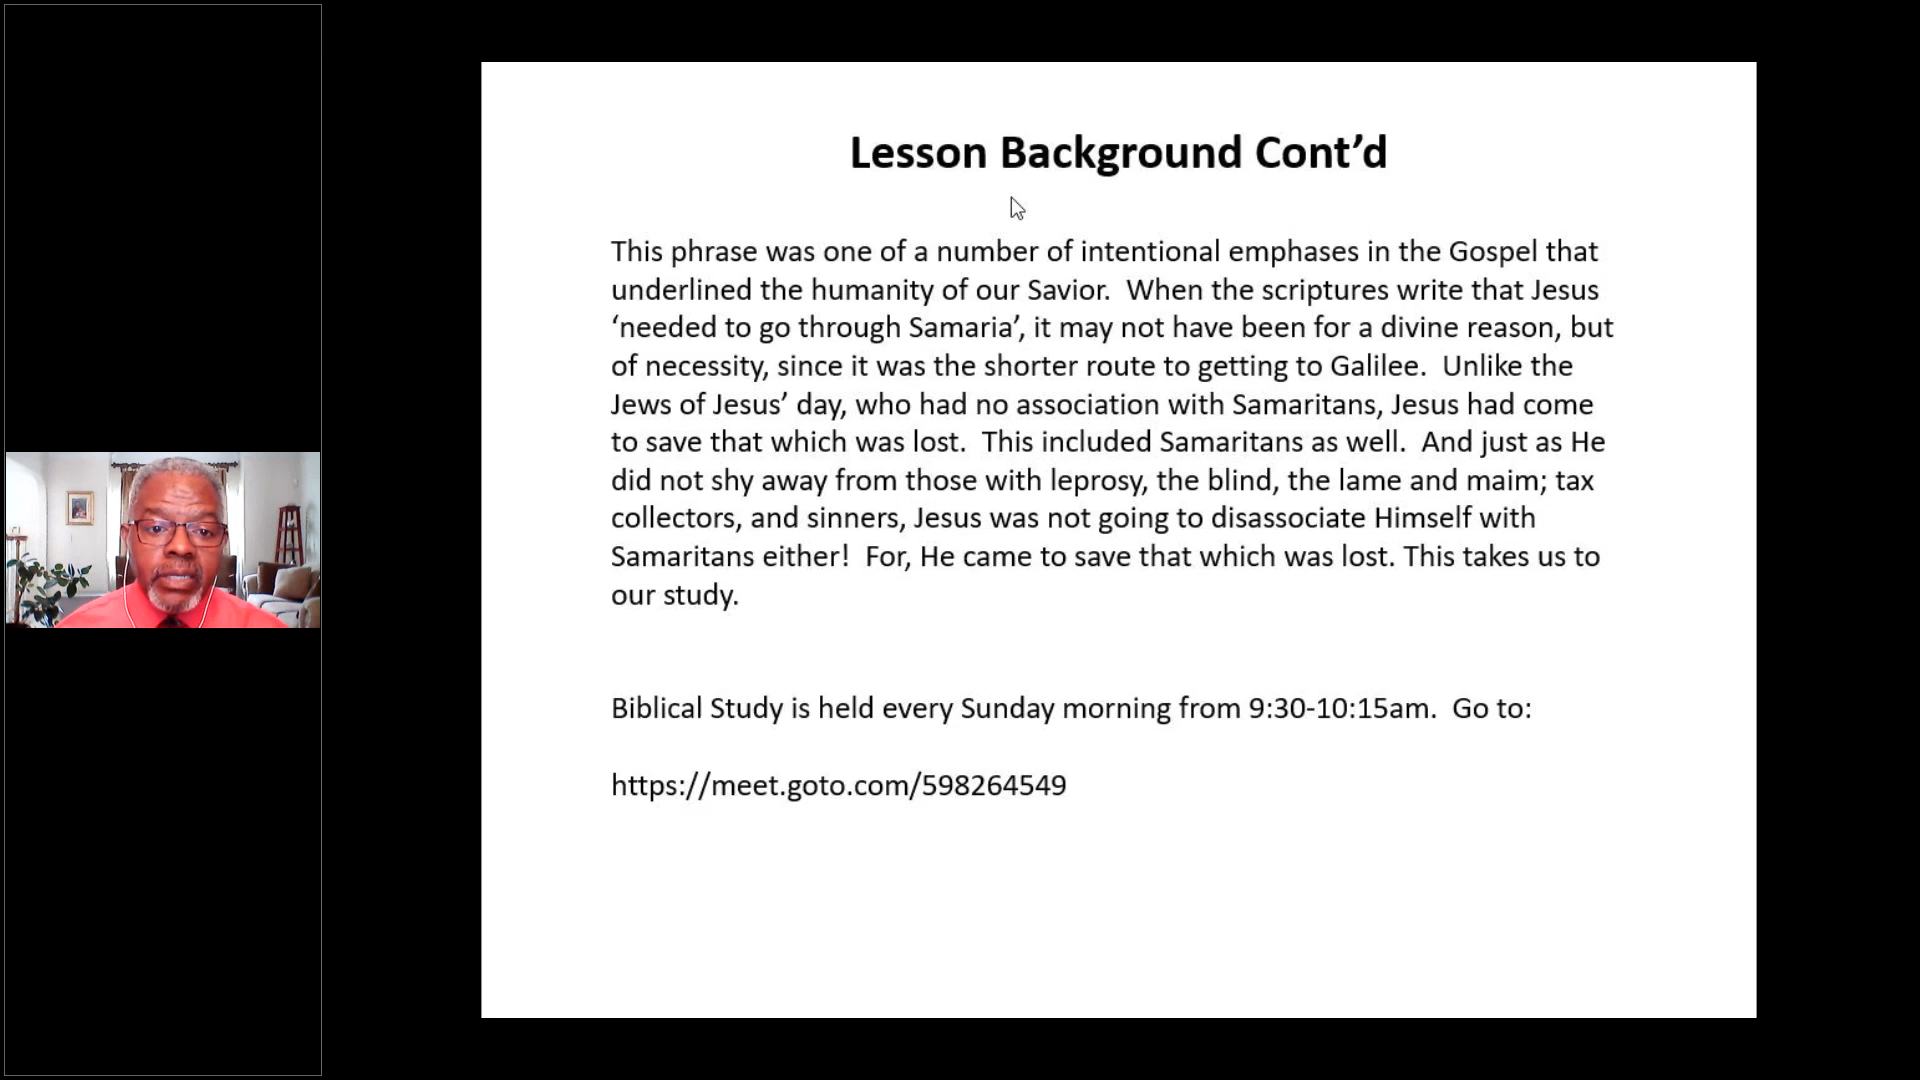 Lesson Background Cont’d
This phrase was one of a number of intentional emphases in the Gospel that
underlined the humanity of our Savior.  When the scriptures write that Jesus
‘needed to go through Samaria’, it may not have been for a divine reason, but
of necessity, since it was the shorter route to getting to Galilee.  Unlike the
Jews of Jesus’ day, who had no association with Samaritans, Jesus had come
to save that which was lost.  This included Samaritans as well.  And just as He
did not shy away from those with leprosy, the blind, the lame and maim; tax
collectors, and sinners, Jesus was not going to disassociate Himself with
Samaritans either!  For, He came to save that which was lost. This takes us to
our study.
Biblical Study is held every Sunday morning from 9:30-10:15am.  Go to:
https://meet.goto.com/598264549